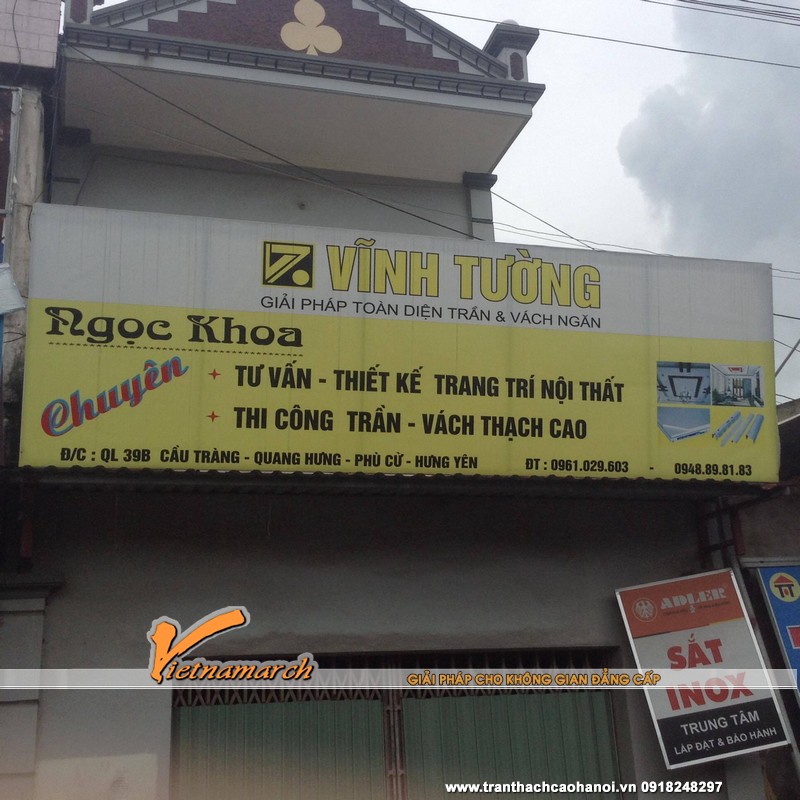 VĨNH TƯỜNG
GIẢI PHÁP TOÀN DIỆN TRẦN & VÁCH NGĂN
Ngọc Khoa
Chuyên
+ TƯ VẤN - THIẾT KẾ TRANG TRÍ NỘI THẤT
+ THI CÔNG TRẦN - VÁCH THẠCH CAO
Đ/C : QL 39B CẦU TRÀNG - QUANG HƯNG - PHÙ CỪ - HƯNG YÊN ĐT : 0961.029.603 - 0948.89.81.83
ADLER
SẮT
INOX
TRUNG TÂM
LẮP ĐẶT & BẢO HÀNH
Vietnamarch
GIẢI PHÁP CHO KHÔNG GIAN ĐẲNG CẤP
www.tranthachcaohanoi.vn 0918248297